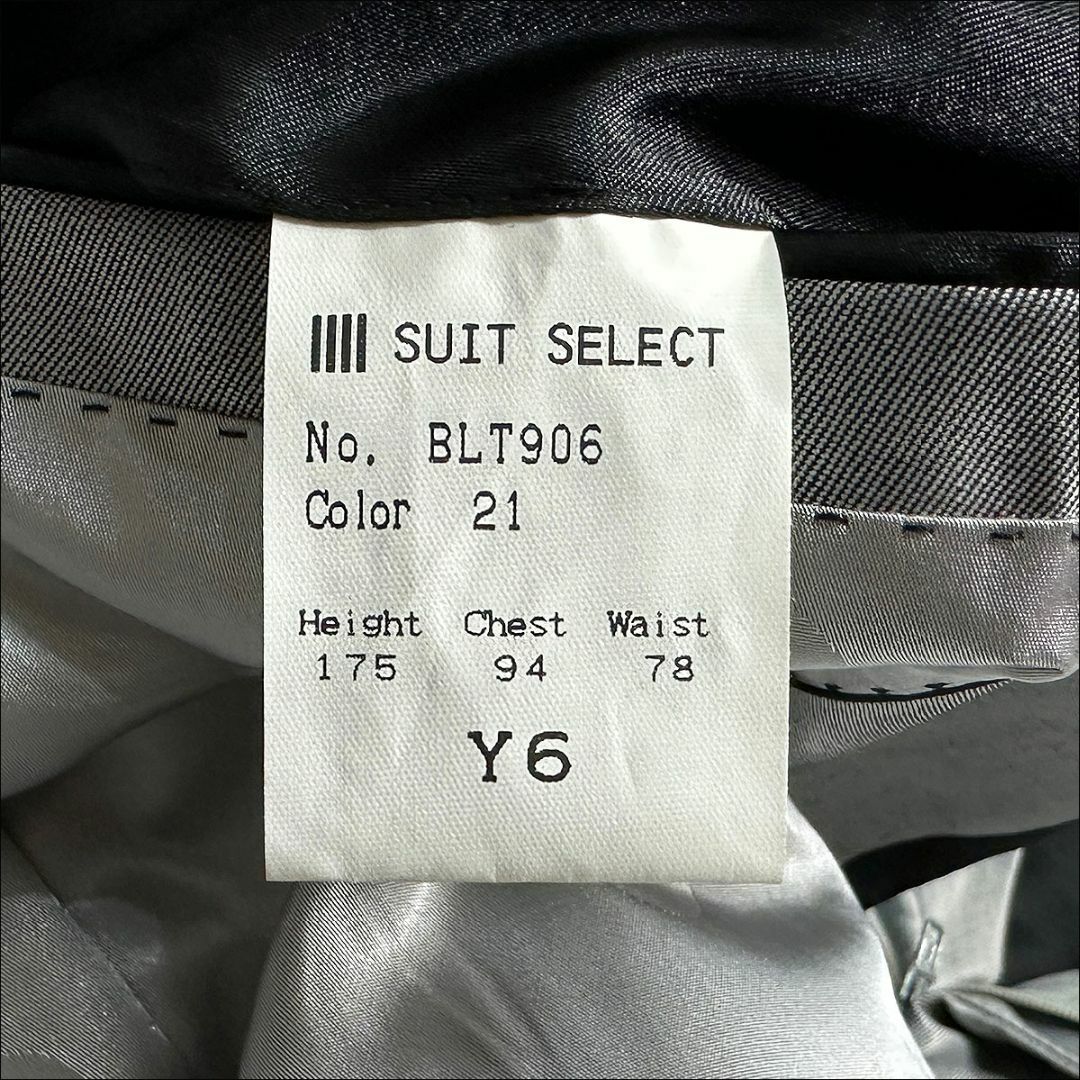 SUIT SELECT
No. BLT906
Color 21
Height Chest Waist
175 94 78
Y6